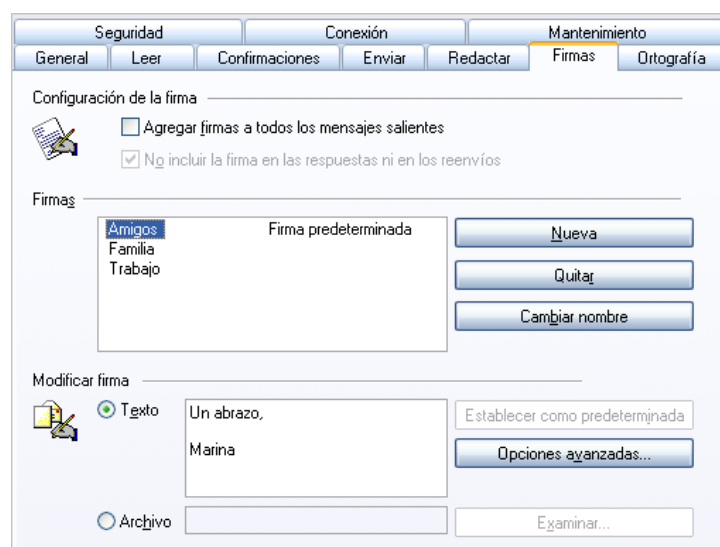 Seguridad Conexión Mantenimiento
General Leer Confirmaciones Enviar Redactar Firmas Ortografía
Configuración de la firma
Agregar firmas a todos los mensajes salientes
No incluir la firma en las respuestas ni en los reenvíos
Firmas
Amigos Firma predeterminada
Familia
Trabajo
Nueva
Quitar
Cambiar nombre
Modificar firma
Texto
Un abrazo,
Marina
Establecer como predeterminada
Opciones avanzadas...
Archivo
Examinar...